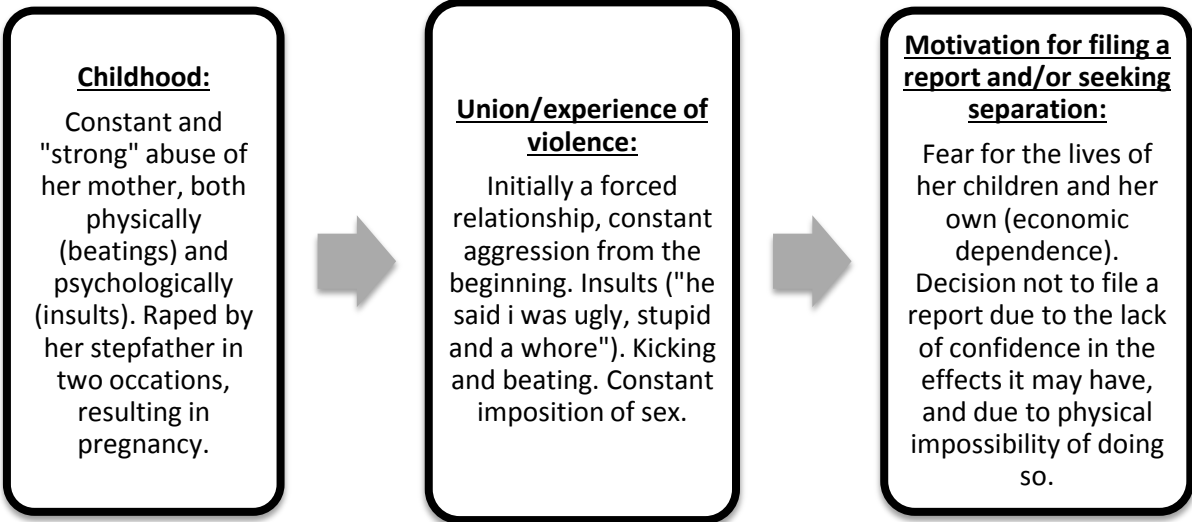 Childhood:
Constant and
"strong" abuse of
her mother, both
physically
(beatings) and
psychologically
(insults). Raped by
her stepfather in
two occations,
resulting in
pregnancy.
Union/experience of
violence:
Initially a forced
relationship, constant
aggression from the
beginning. Insults ("he
said i was ugly, stupid
and a whore"). Kicking
and beating. Constant
imposition of sex.
Motivation for filing a
report and/or seeking
separation:
Fear for the lives of
her children and her
own (economic
dependence).
Decision not to file a
report due to the lack
of confidence in the
effects it may have,
and due to physical
impossibility of doing
so.